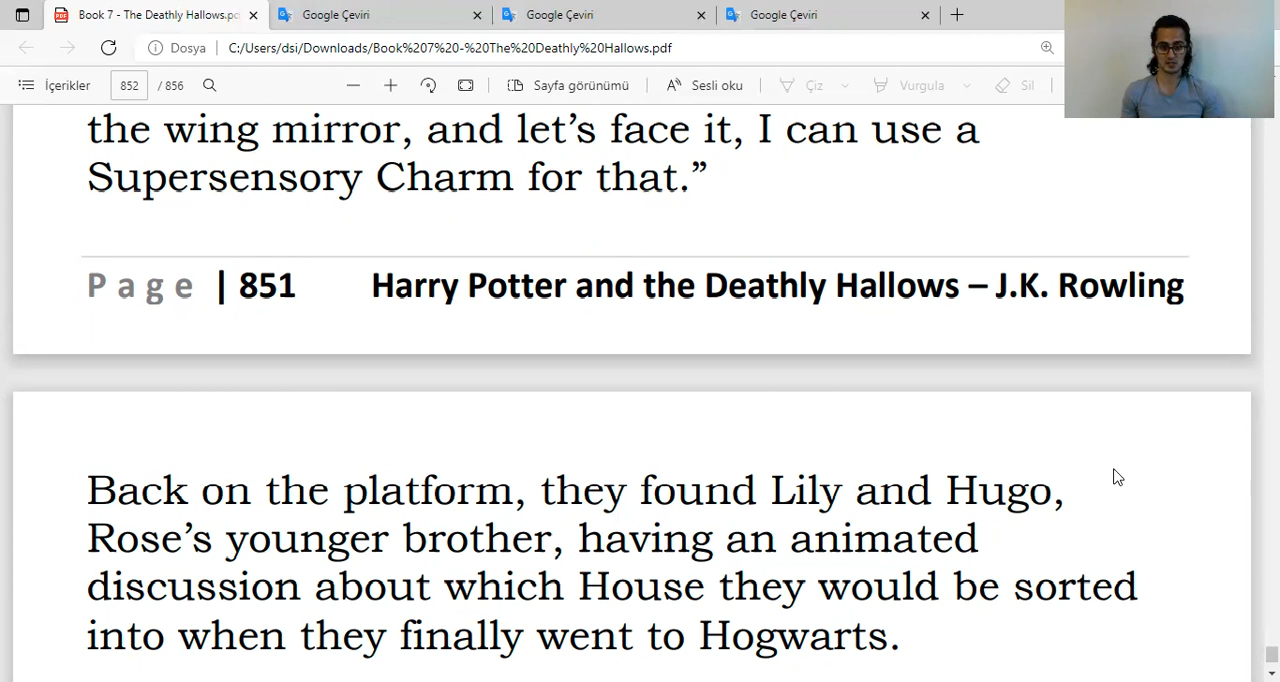 Book 7 - The Deathly Hallows.pd
Google Çeviri
Google Çeviri
Google Çeviri
Dosya
C:/Users/dsi/Downloads/Book%207%20-%20The%20Deathly%20Hallows.pdf
İçerikler
852
/ 856
Sayfa görünümü
Sesli oku
Çiz
Vurgula
Sil
the wing mirror, and let’s face it, I can use a
Supersensory Charm for that.”
Page | 851
Harry Potter and the Deathly Hallows – J.K. Rowling
Back on the platform, they found Lily and Hugo,
Rose’s younger brother, having an animated
discussion about which House they would be sorted
into when they finally went to Hogwarts.